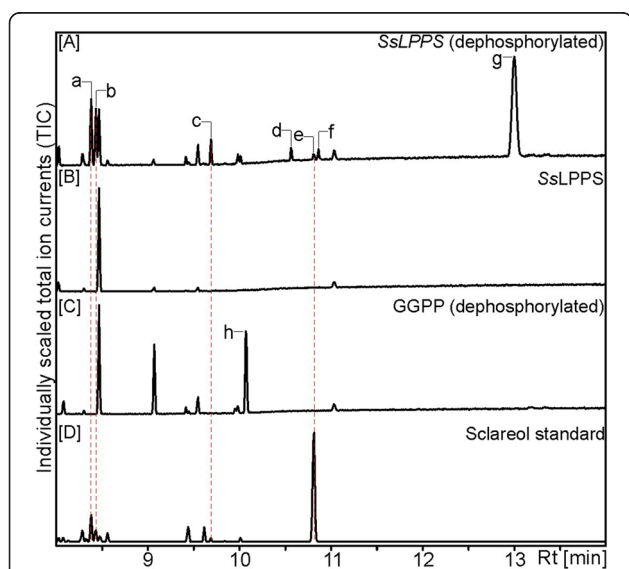 [A] SsLPPS (dephosphorylated)
g
a b
c
d
e f
[B] SsLPPS
[C] GGPP (dephosphorylated)
h
[D] Sclareol standard
Individually scaled total ion currents (TIC)
9 10 11 12 13 Rt [min]